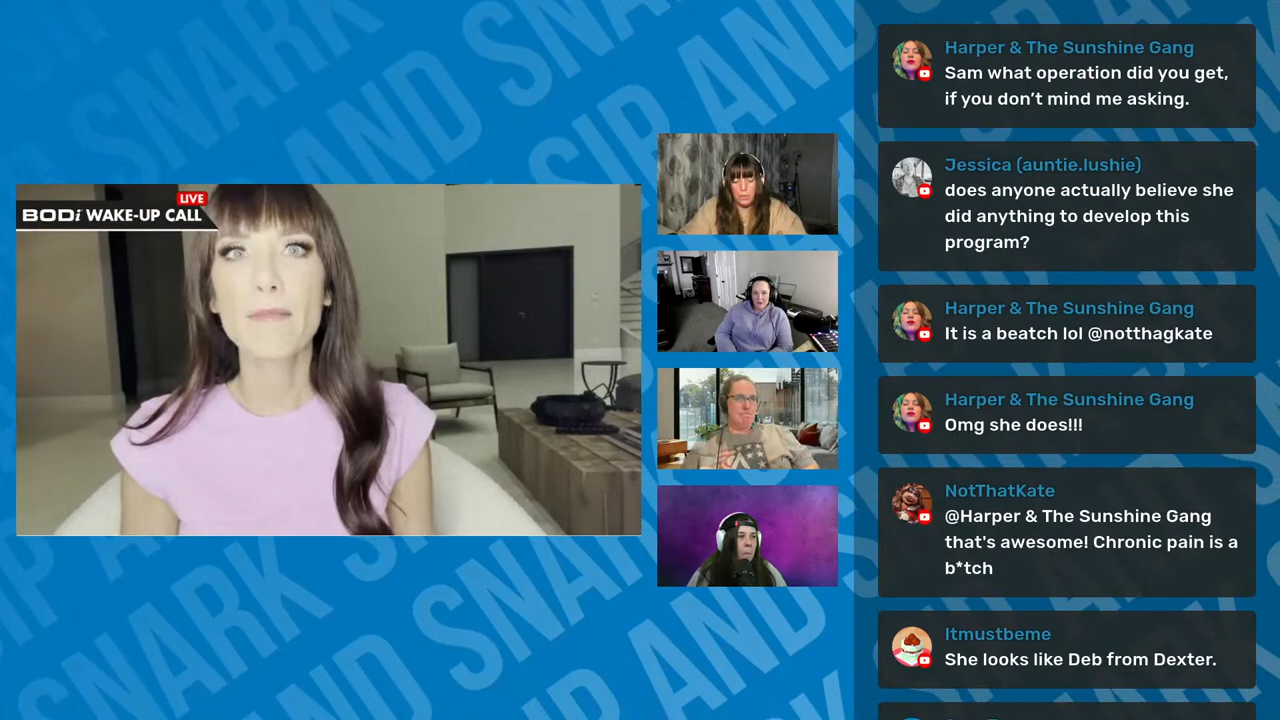 LIVE
BODi WAKE-UP CALL
Harper & The Sunshine Gang
Sam what operation did you get,
if you don’t mind me asking.
Jessica (auntie.lushie)
does anyone actually believe she
did anything to develop this
program?
Harper & The Sunshine Gang
It is a beatch lol @notthagkate
Harper & The Sunshine Gang
Omg she does!!!
NotThatKate
@Harper & The Sunshine Gang
that's awesome! Chronic pain is a
b*tch
Itmustbeme
She looks like Deb from Dexter.
SIP AND SNARK